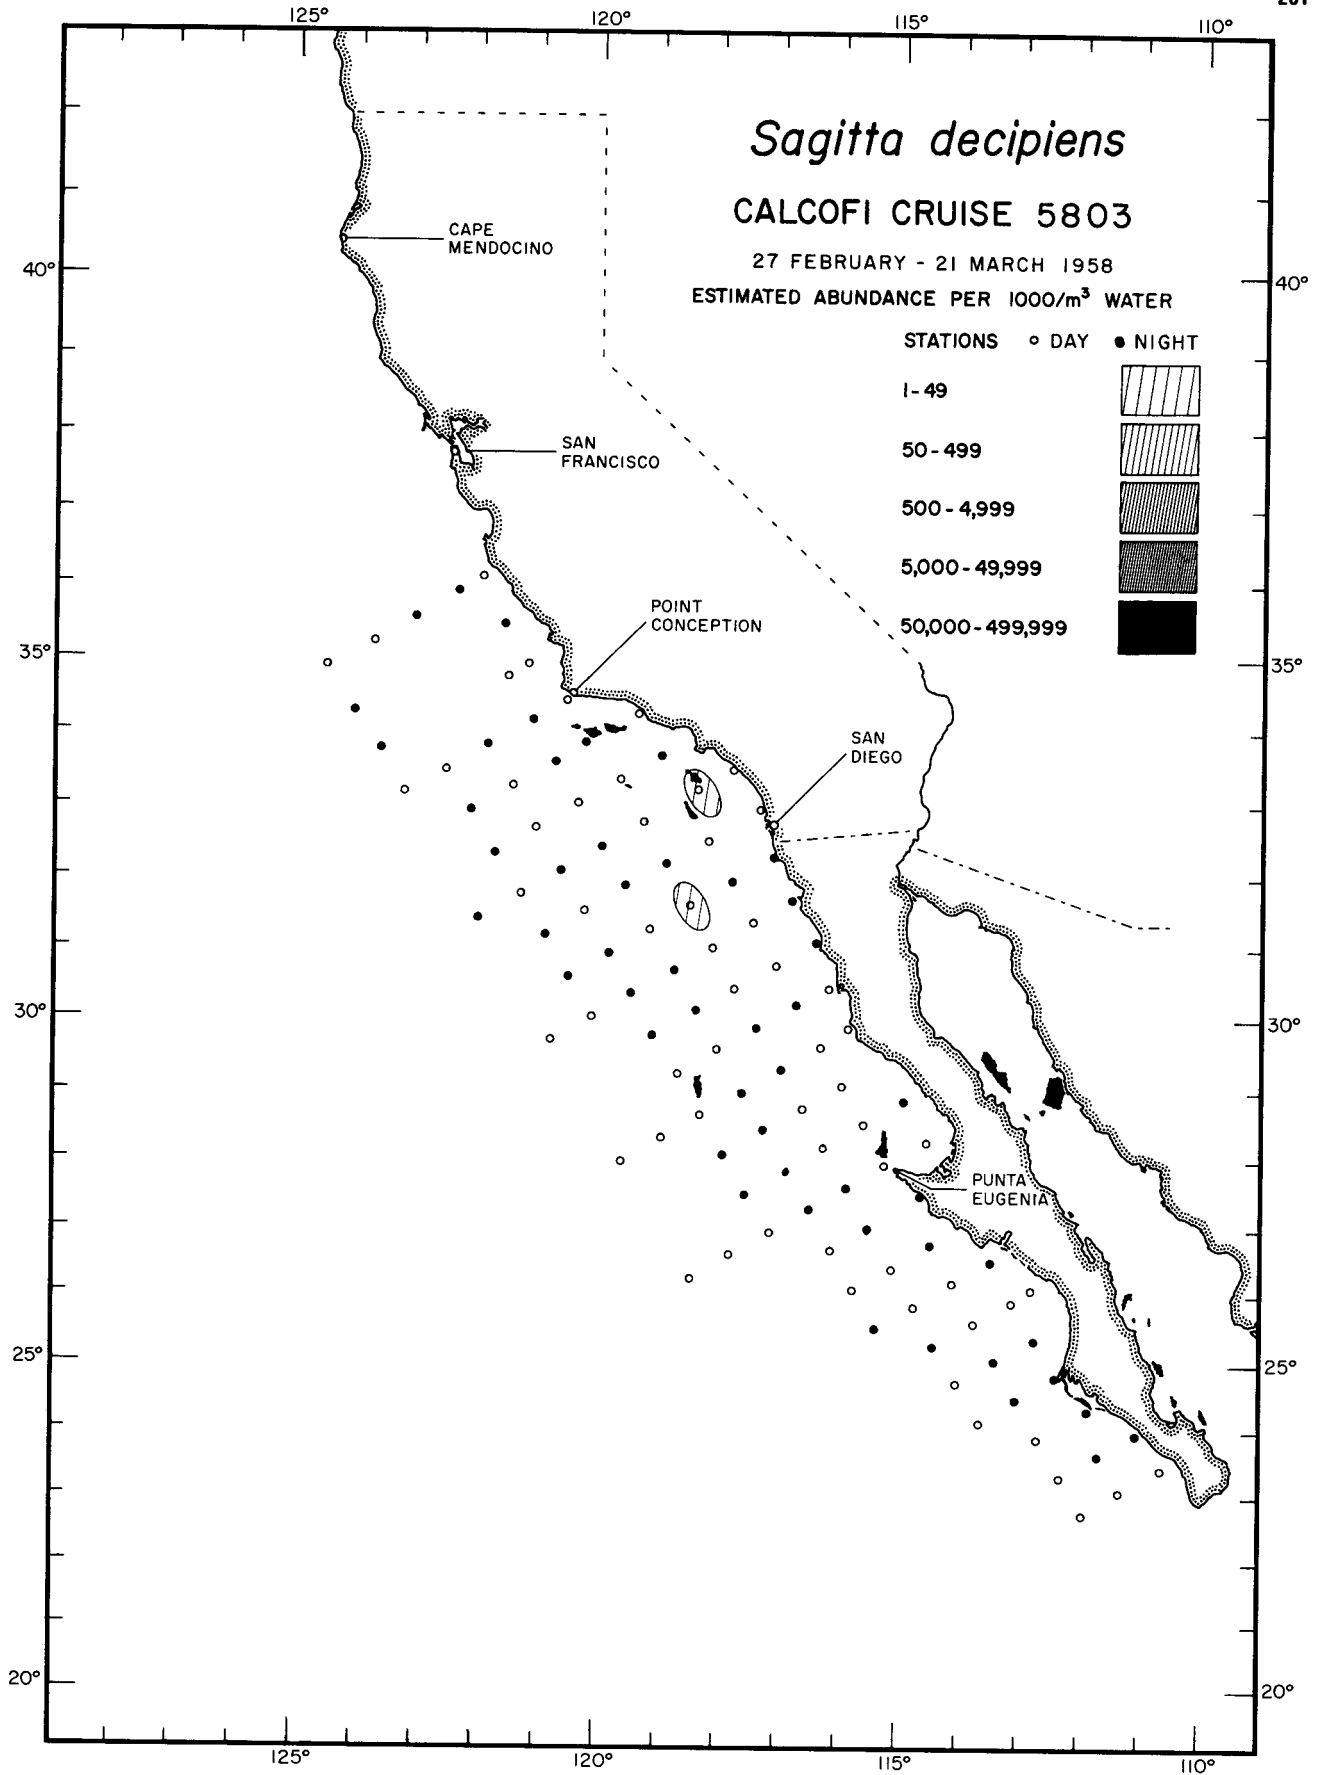 125° 120° 115° 110°
Sagitta decipiens
CALCOFI CRUISE 5803
27 FEBRUARY - 21 MARCH 1958
ESTIMATED ABUNDANCE PER 1000/m³ WATER
STATIONS ○ DAY ● NIGHT
1-49
50-499
500-4,999
5,000-49,999
50,000-499,999
CAPE
MENDOCINO
40° 40°
SAN
FRANCISCO
POINT
CONCEPTION
35° 35°
SAN
DIEGO
30° 30°
PUNTA
EUGENIA
25° 25°
20° 20°
125° 120° 115° 110°